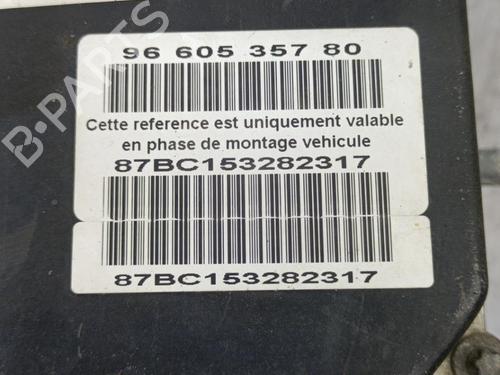 96 605 357 80
Cette reference est uniquement valable
en phase de montage vehicule
87BC153282317
87BC153282317
B-PARTS